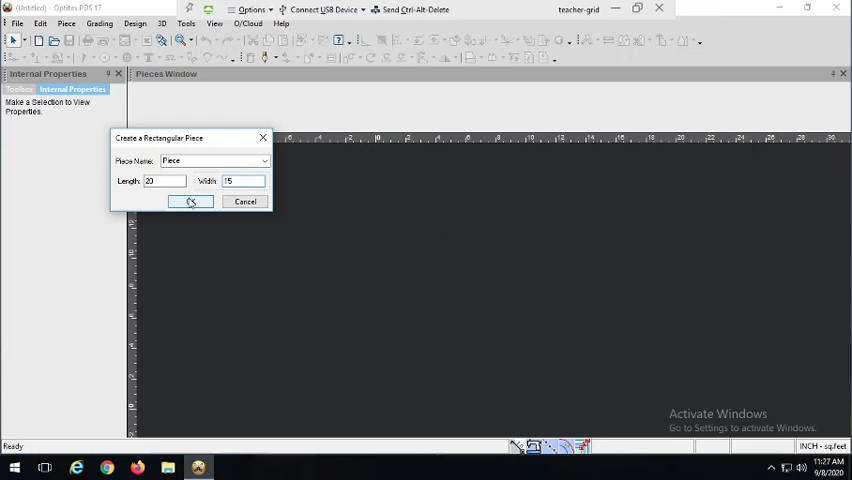 (Untitled) - Optitex PDS 17
Options
Connect USB Device
Send Ctrl-Alt-Delete
teacher-grid
File Edit Piece Grading Design 3D Tools View O/Cloud Help
Internal Properties
Pieces Window
Toolbox Internal Properties
Make a Selection to View
Properties.
Create a Rectangular Piece
Piece Name: Piece
Length: 20 Width: 15
Cancel
Activate Windows
Go to Settings to activate Windows.
Ready
INCH - sq.feet
11:27 AM
9/8/2020